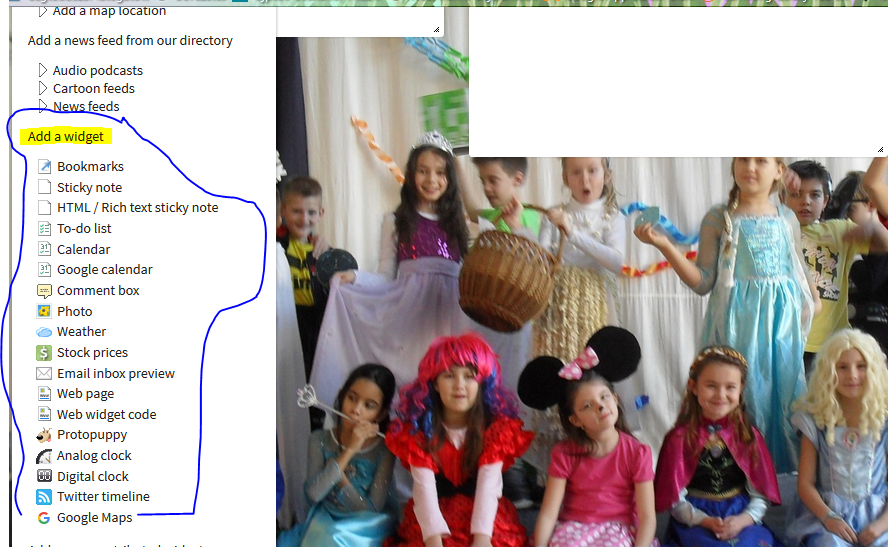 Add a map location
Add a news feed from our directory
Audio podcasts
Cartoon feeds
News feeds
Add a widget
Bookmarks
Sticky note
HTML / Rich text sticky note
To-do list
Calendar
Google calendar
Comment box
Photo
Weather
Stock prices
Email inbox preview
Web page
Web widget code
Protopuppy
Analog clock
Digital clock
Twitter timeline
Google Maps